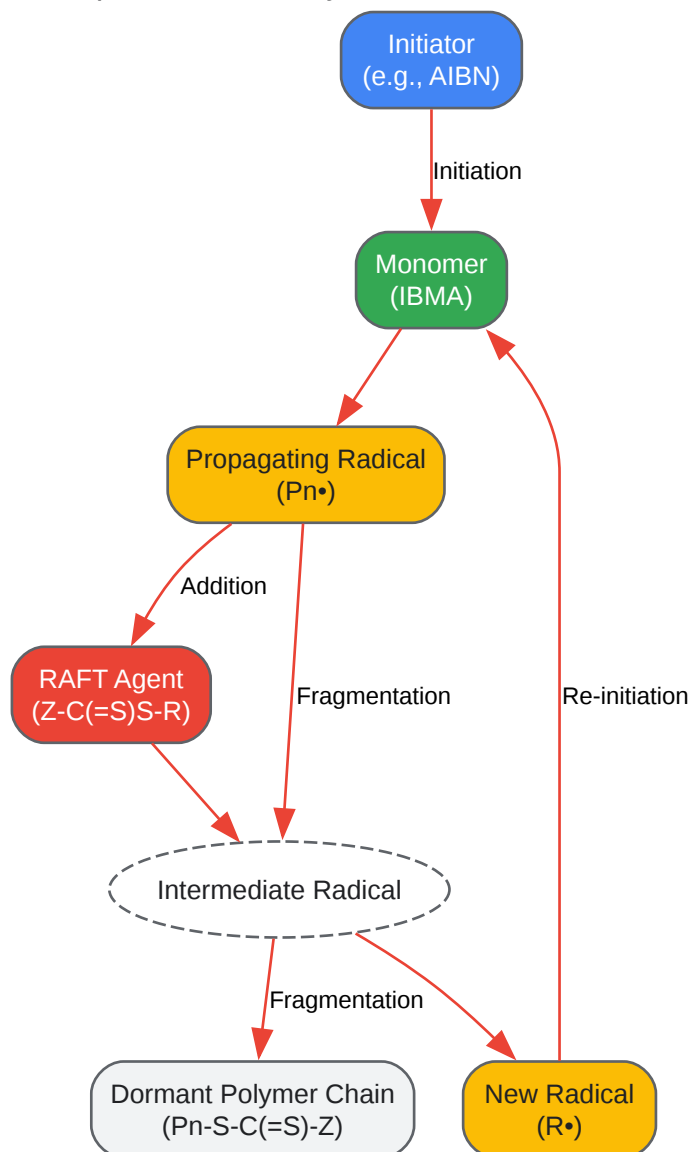 Initiator
(e.g., AIBN)
Initiation
Monomer
(IBMA)
Propagating Radical
(Pn•)
Addition
RAFT Agent
(Z-C(=S)S-R)
Fragmentation
Re-initiation
Intermediate Radical
Fragmentation
Dormant Polymer Chain
(Pn-S-C(=S)-Z)
New Radical
(R•)